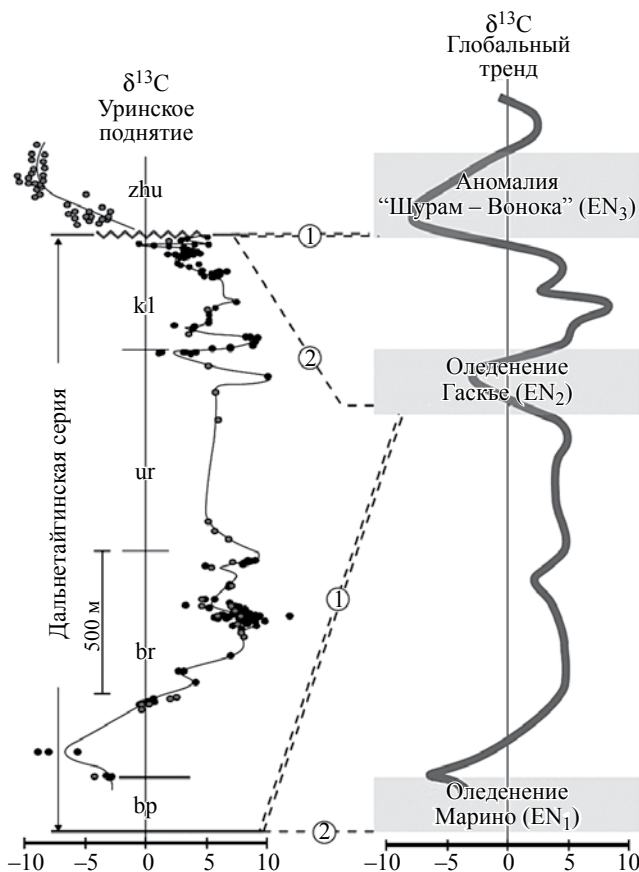 δ¹³C
Уринское
поднятие
δ¹³C
Глобальный
тренд
zhu
Аномалия
“Шурам – Вонока” (EN₃)
1
kl
2
Оледенение
Гаскье (EN₂)
Дальнетайгинская серия
ur
500 м
1
br
bp
Оледенение
Марино (EN₁)
2
–10 –5 0 5 10
–10 –5 0 5 10